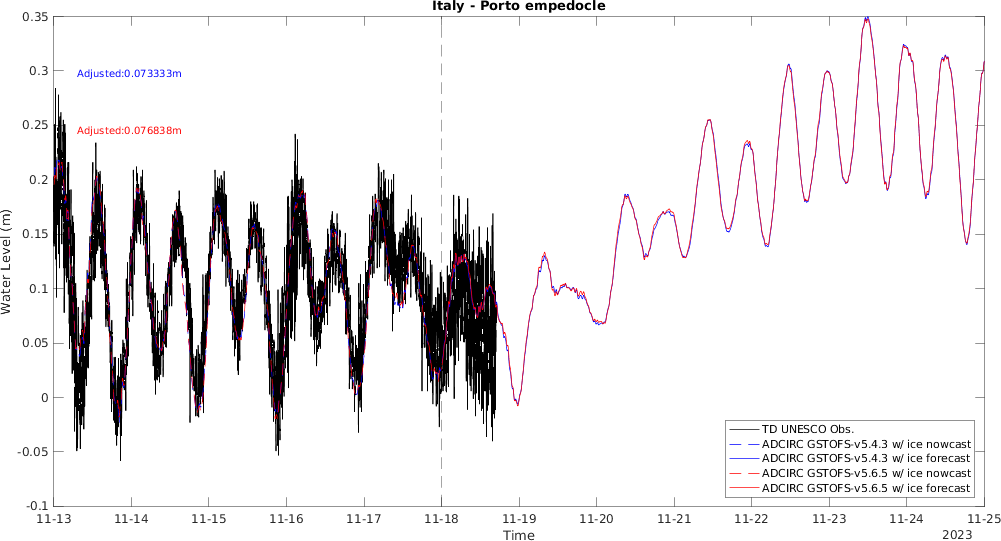 Italy - Porto empedocle
0.35
0.3
0.25
0.2
0.15
0.1
0.05
0
-0.05
-0.1
Water Level (m)
Adjusted:0.073333m
Adjusted:0.076838m
TD UNESCO Obs.
ADCIRC GSTOFS-v5.4.3 w/ ice nowcast
ADCIRC GSTOFS-v5.4.3 w/ ice forecast
ADCIRC GSTOFS-v5.6.5 w/ ice nowcast
ADCIRC GSTOFS-v5.6.5 w/ ice forecast
11-13 11-14 11-15 11-16 11-17 11-18 11-19 11-20 11-21 11-22 11-23 11-24 11-25
Time
2023